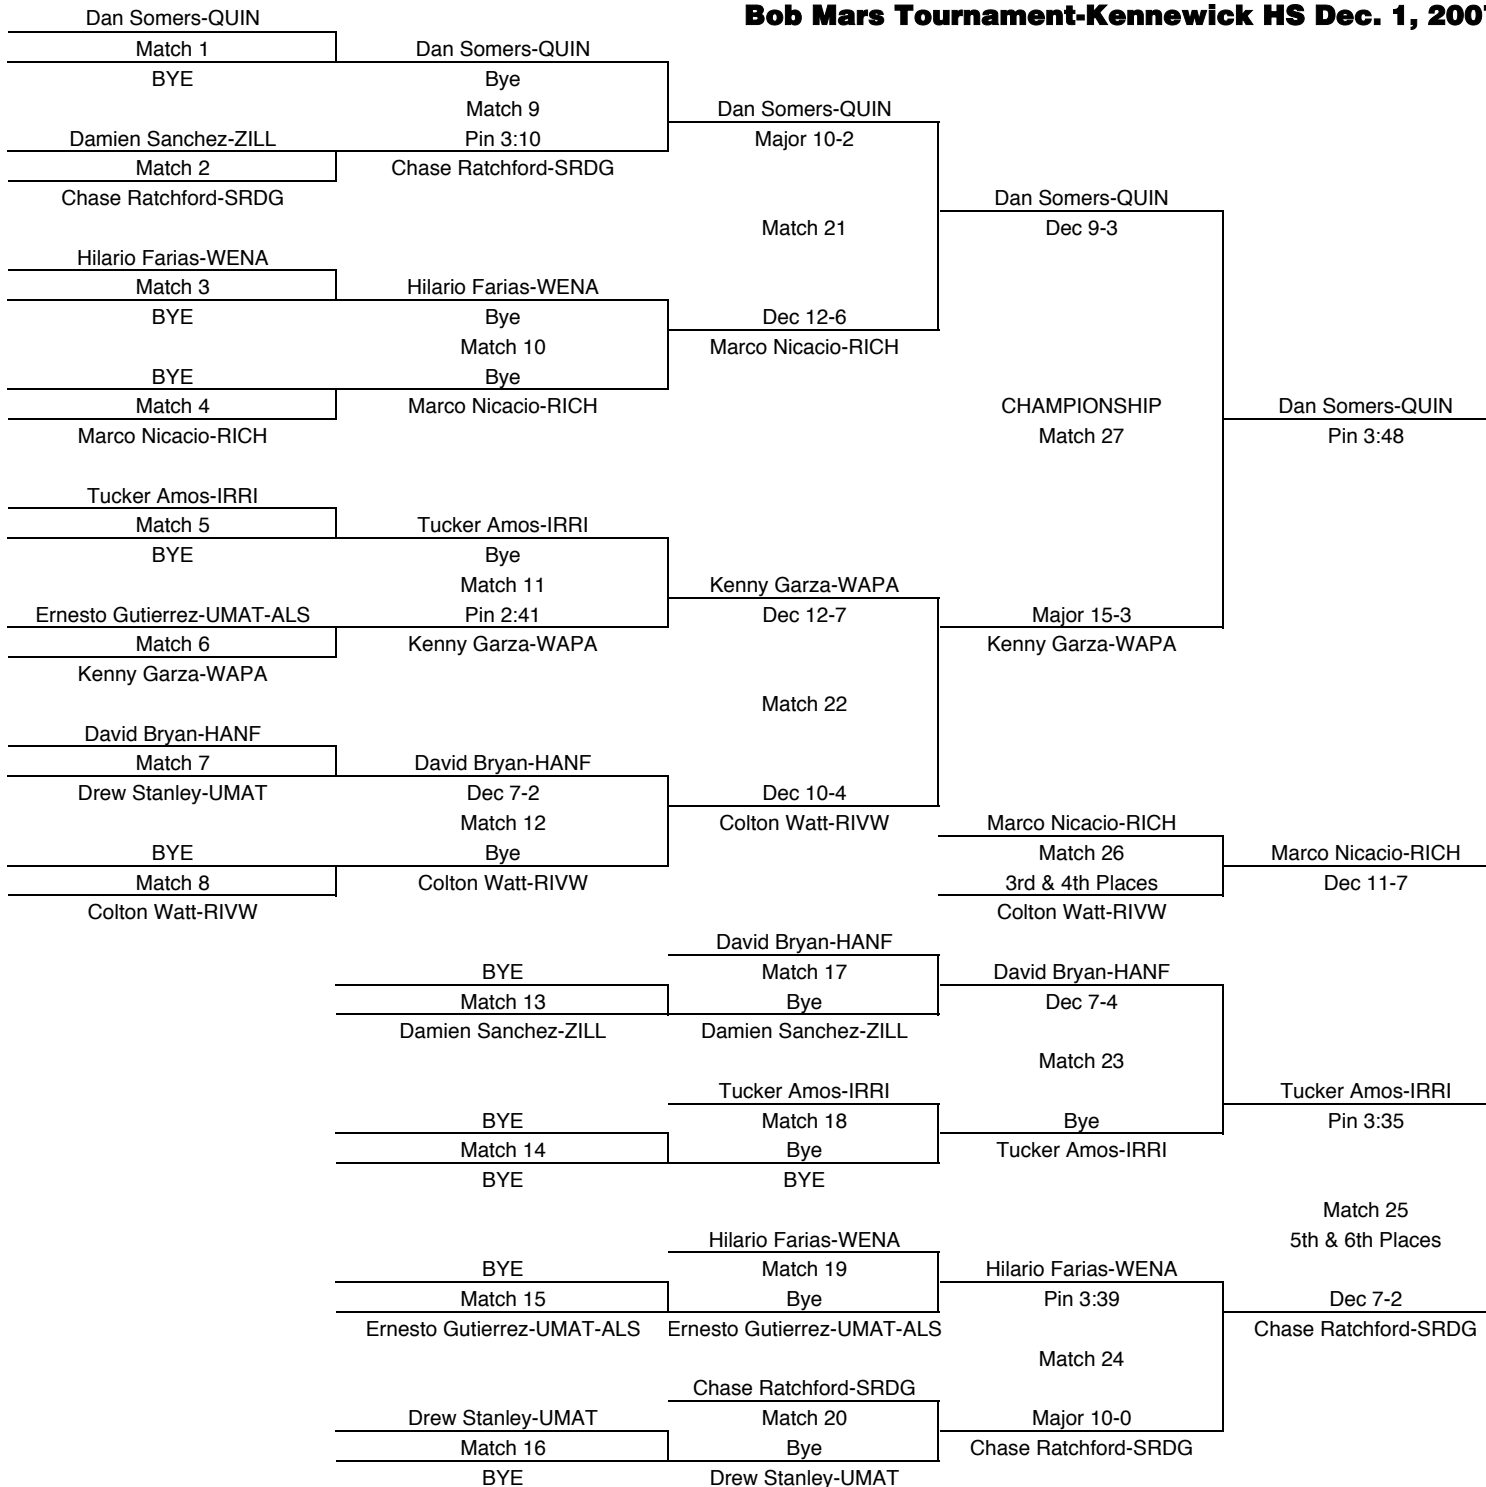 Bob Mars Tournament-Kennewick HS Dec. 1, 2007
Dan Somers-QUIN
Match 1
BYE
Damien Sanchez-ZILL
Match 2
Chase Ratchford-SRDG
Hilario Farias-WENA
Match 3
BYE
BYE
Match 4
Marco Nicacio-RICH
Tucker Amos-IRRI
Match 5
BYE
Ernesto Gutierrez-UMAT-ALS
Match 6
Kenny Garza-WAPA
David Bryan-HANF
Match 7
Drew Stanley-UMAT
BYE
Match 8
Colton Watt-RIVW
Dan Somers-QUIN
Bye
Match 9
Pin 3:10
Chase Ratchford-SRDG
Hilario Farias-WENA
Bye
Match 10
Bye
Marco Nicacio-RICH
Tucker Amos-IRRI
Bye
Match 11
Pin 2:41
Kenny Garza-WAPA
David Bryan-HANF
Dec 7-2
Match 12
Bye
Colton Watt-RIVW
Dan Somers-QUIN
Major 10-2
Match 21
Dec 12-6
Marco Nicacio-RICH
Kenny Garza-WAPA
Dec 12-7
Match 22
Dec 10-4
Colton Watt-RIVW
Dan Somers-QUIN
Dec 9-3
CHAMPIONSHIP
Match 27
Major 15-3
Kenny Garza-WAPA
Dan Somers-QUIN
Pin 3:48
Marco Nicacio-RICH
Match 26
3rd & 4th Places
Colton Watt-RIVW
Marco Nicacio-RICH
Dec 11-7
BYE
Match 13
Damien Sanchez-ZILL
BYE
Match 14
BYE
BYE
Match 15
Ernesto Gutierrez-UMAT-ALS
Drew Stanley-UMAT
Match 16
BYE
David Bryan-HANF
Match 17
Bye
Damien Sanchez-ZILL
Tucker Amos-IRRI
Match 18
Bye
BYE
Hilario Farias-WENA
Match 19
Bye
Ernesto Gutierrez-UMAT-ALS
Chase Ratchford-SRDG
Match 20
Bye
Drew Stanley-UMAT
David Bryan-HANF
Dec 7-4
Match 23
Bye
Tucker Amos-IRRI
Hilario Farias-WENA
Pin 3:39
Match 24
Major 10-0
Chase Ratchford-SRDG
Tucker Amos-IRRI
Pin 3:35
Match 25
5th & 6th Places
Dec 7-2
Chase Ratchford-SRDG